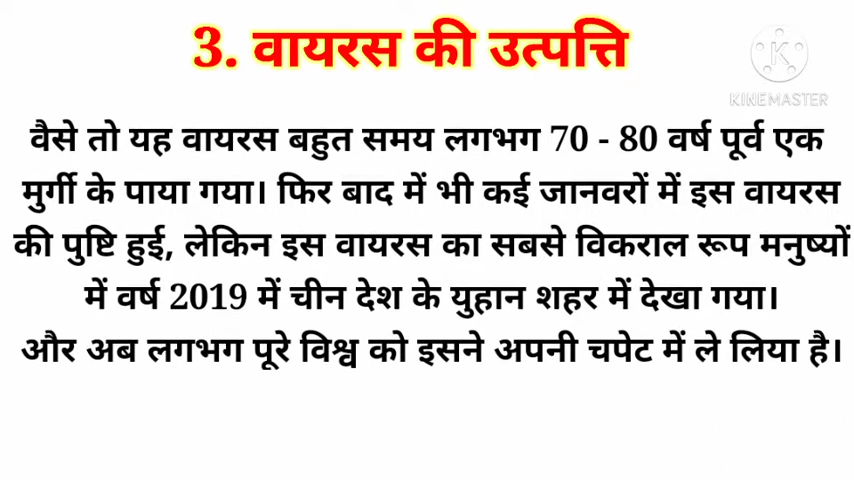 3. वायरस की उत्पत्ति
KINEMASTER
वैसे तो यह वायरस बहुत समय लगभग 70 - 80 वर्ष पूर्व एक
मुर्गी के पाया गया। फिर बाद में भी कई जानवरों में इस वायरस
की पुष्टि हुई, लेकिन इस वायरस का सबसे विकराल रूप मनुष्यों
में वर्ष 2019 में चीन देश के युहान शहर में देखा गया।
और अब लगभग पूरे विश्व को इसने अपनी चपेट में ले लिया है।